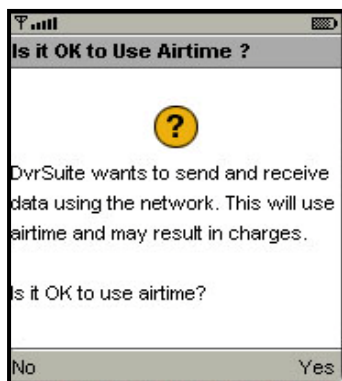 Is it OK to Use Airtime ?
?
DvrSuite wants to send and receive
data using the network. This will use
airtime and may result in charges.
Is it OK to use airtime?
No Yes